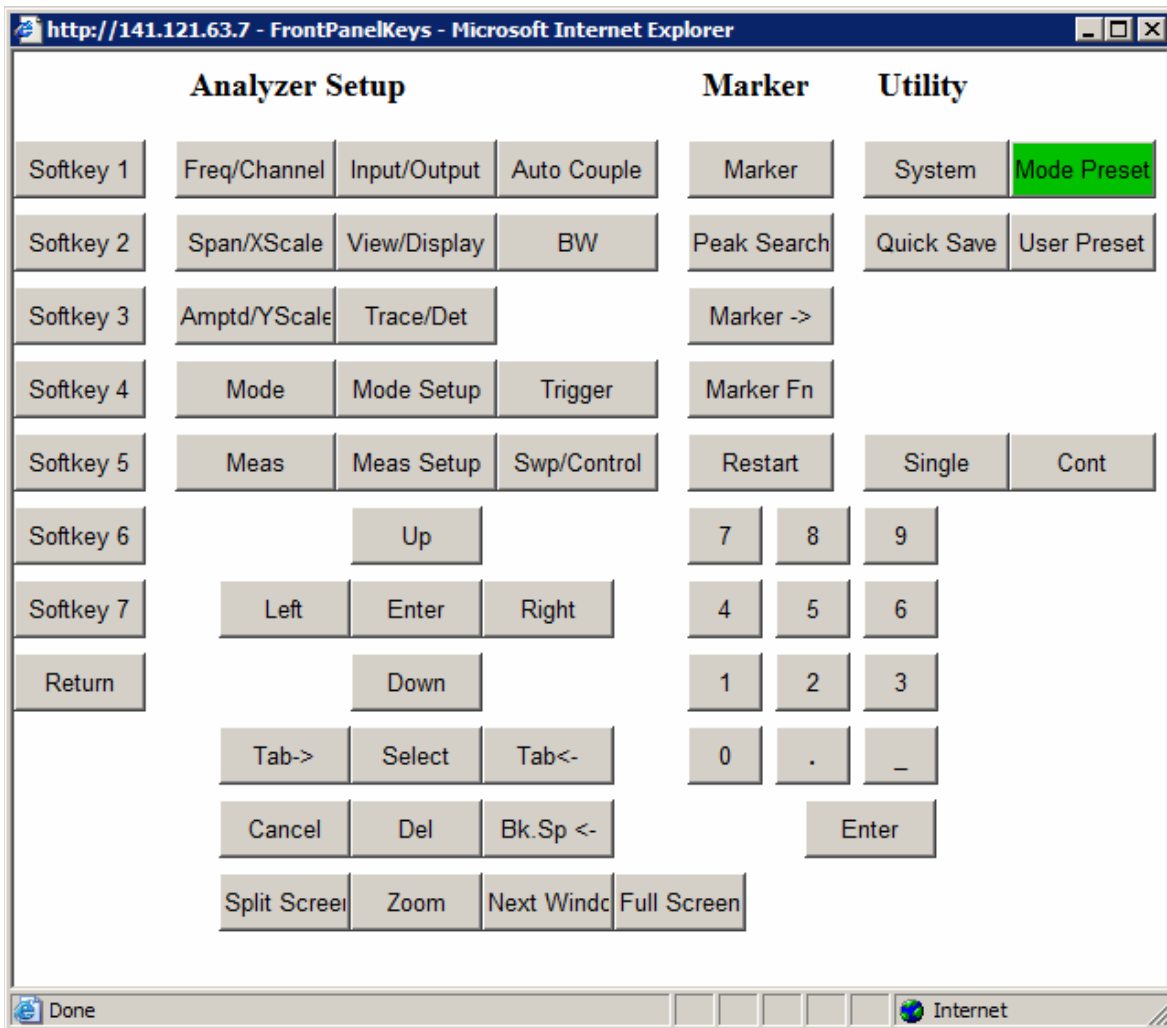 http://141.121.63.7 - FrontPanelKeys - Microsoft Internet Explorer
Analyzer Setup Marker Utility
Softkey 1 Freq/Channel Input/Output Auto Couple Marker System Mode Preset
Softkey 2 Span/XScale View/Display BW Peak Search Quick Save User Preset
Softkey 3 Amptd/YScale Trace/Det Marker ->
Softkey 4 Mode Mode Setup Trigger Marker Fn
Softkey 5 Meas Meas Setup Swp/Control Restart Single Cont
Softkey 6 Up 7 8 9
Softkey 7 Left Enter Right 4 5 6
Return Down 1 2 3
Tab-> Select Tab<- 0 . _
Cancel Del Bk.Sp <- Enter
Split Screen Zoom Next Windo Full Screen
Done Internet